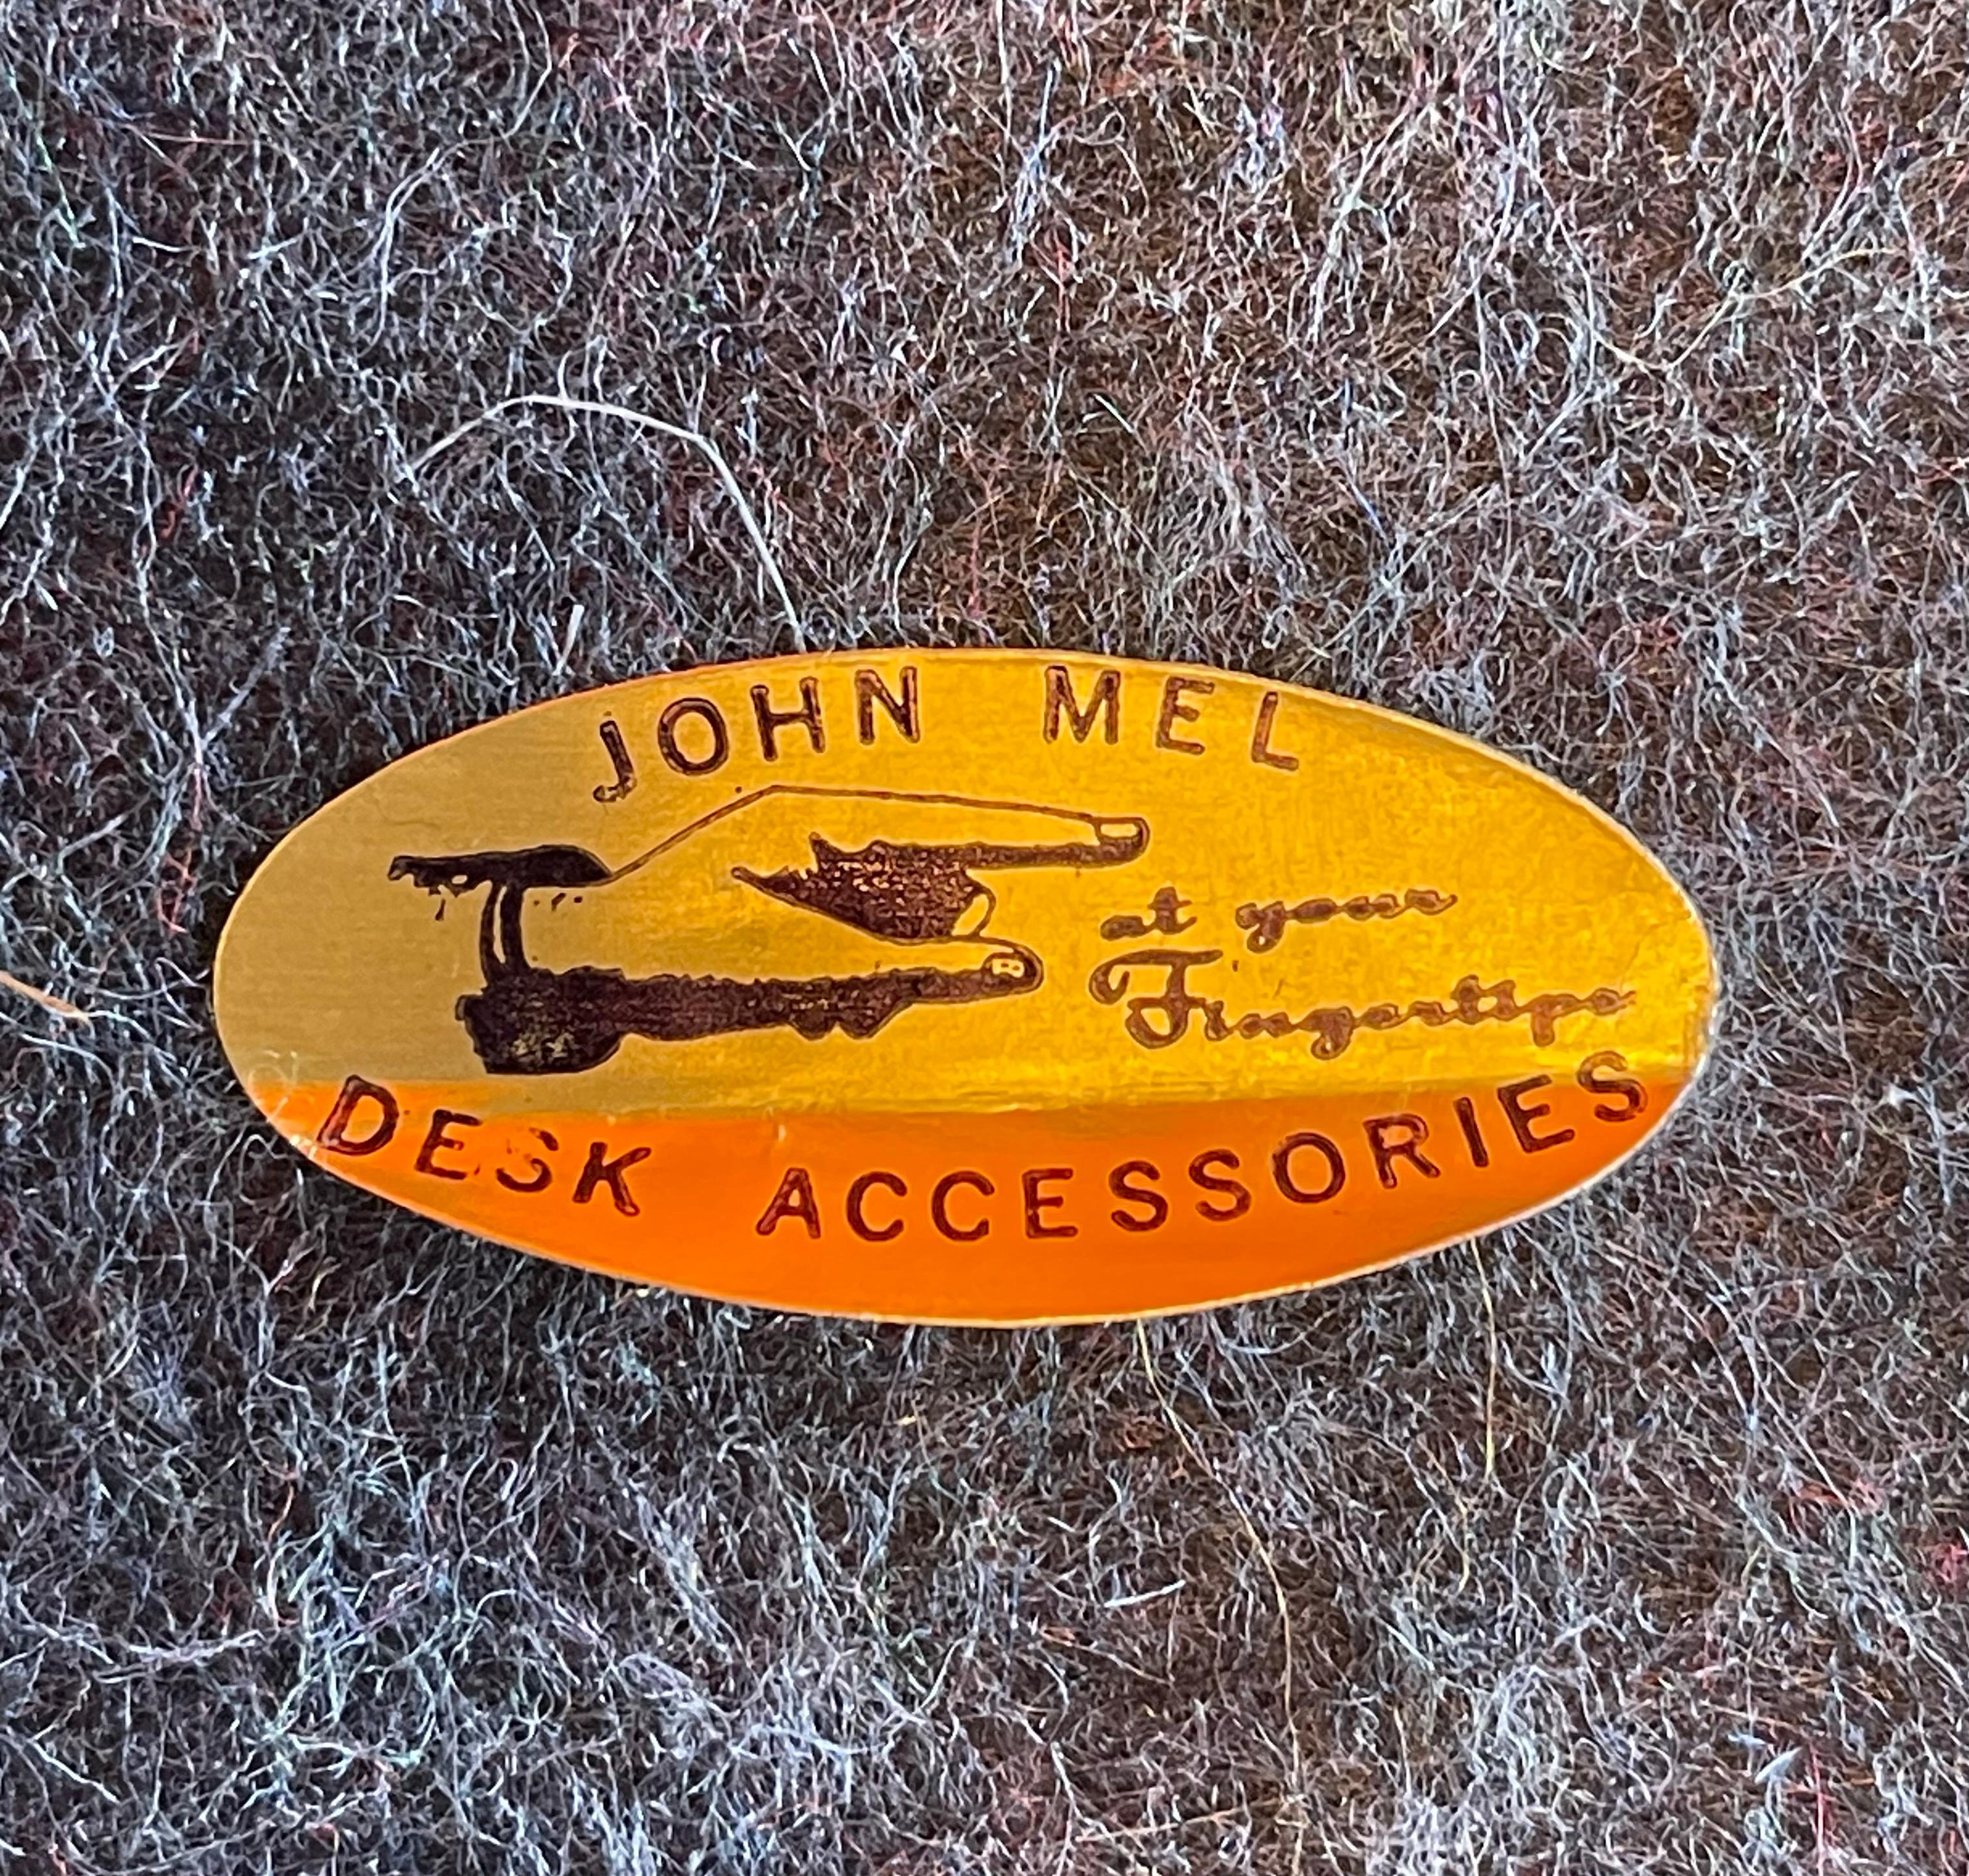 JOHN MEL
at your
Fingertips
DESK ACCESSORIES